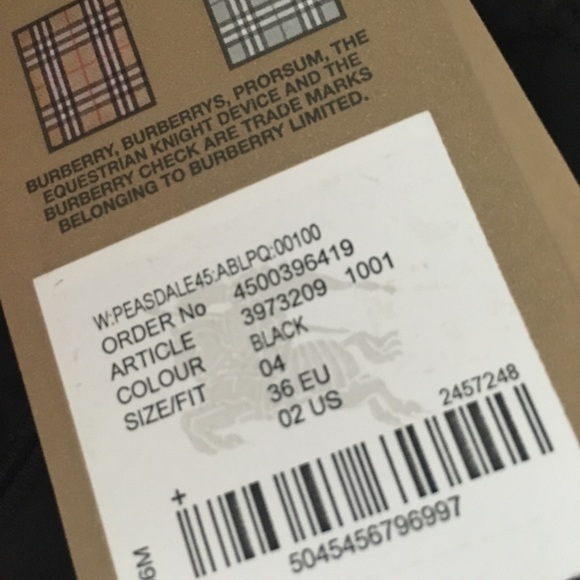 BURBERRY, BURBERRYS, PRORSUM, THE
EQUESTRIAN KNIGHT DEVICE AND THE
BURBERRY CHECK ARE TRADE MARKS
BELONGING TO BURBERRY LIMITED.
W:PEASDALE45:ABLPQ:00100
ORDER No 4500396419
ARTICLE 3973209 1001
COLOUR BLACK
SIZE/FIT 04
36 EU
02 US
2457248
+
5045456796997
6M